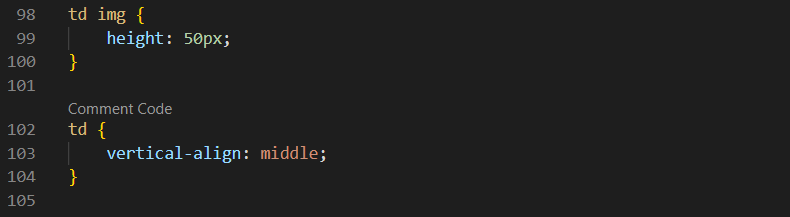 98 td img {
99     height: 50px;
100 }
101
Comment Code
102 td {
103     vertical-align: middle;
104 }
105